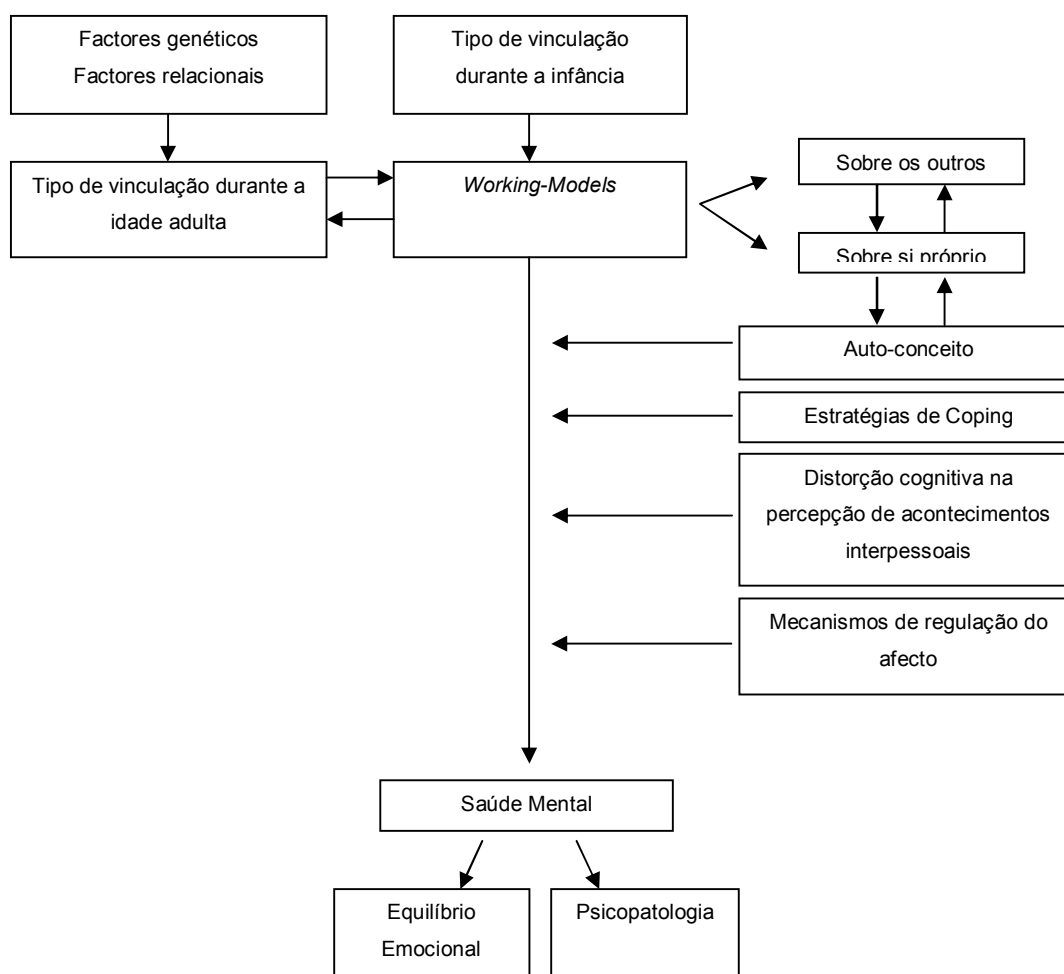 Factores genéticos
Factores relacionais
Tipo de vinculação
durante a infância
Tipo de vinculação durante a
idade adulta
Working-Models
Sobre os outros
Sobre si próprio
Auto-conceito
Estratégias de Coping
Distorção cognitiva na
percepção de acontecimentos
interpessoais
Mecanismos de regulação do
afecto
Saúde Mental
Equilíbrio
Emocional
Psicopatologia